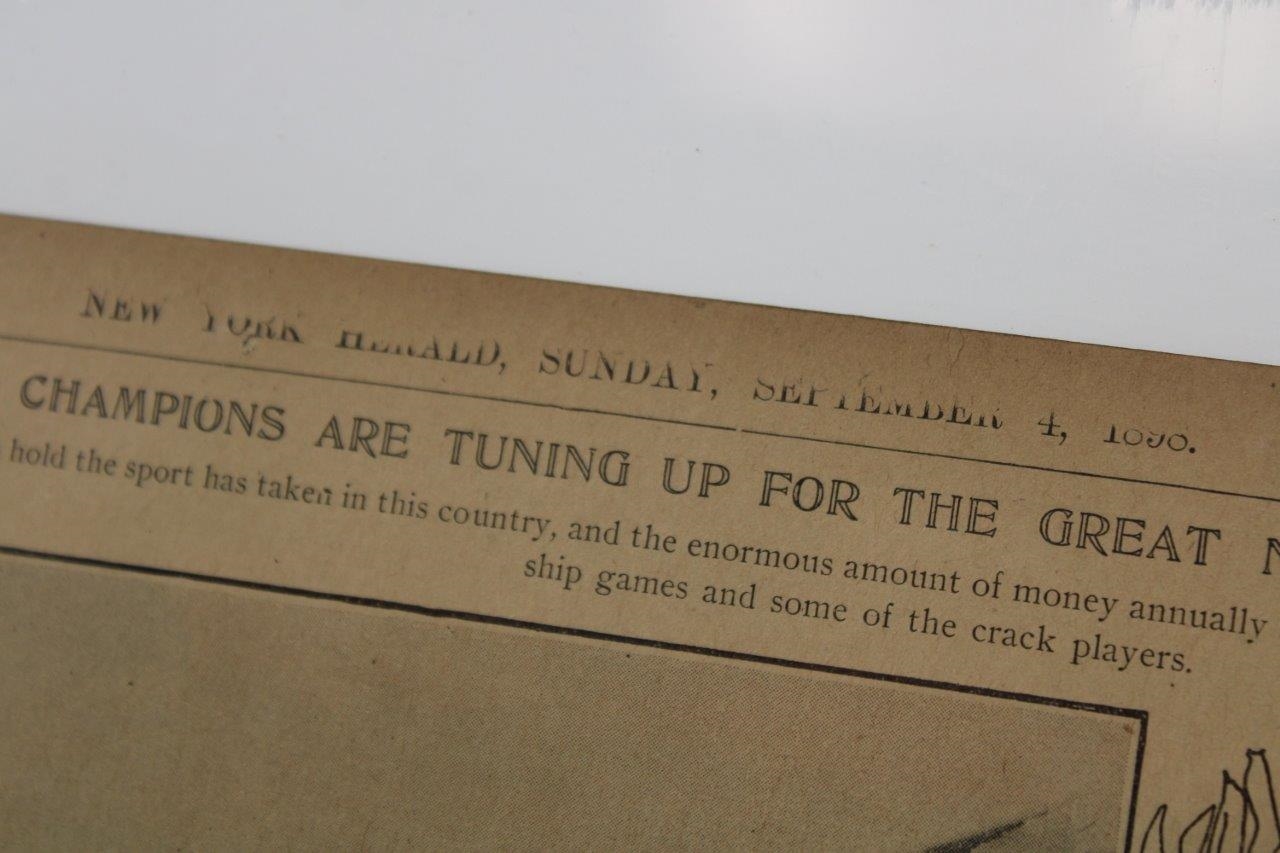 NEW YORK HERALD, SUNDAY, SEPTEMBER 4, 1898.
CHAMPIONS ARE TUNING UP FOR THE GREAT
hold the sport has taken in this country, and the enormous amount of money annually
ship games and some of the crack players.